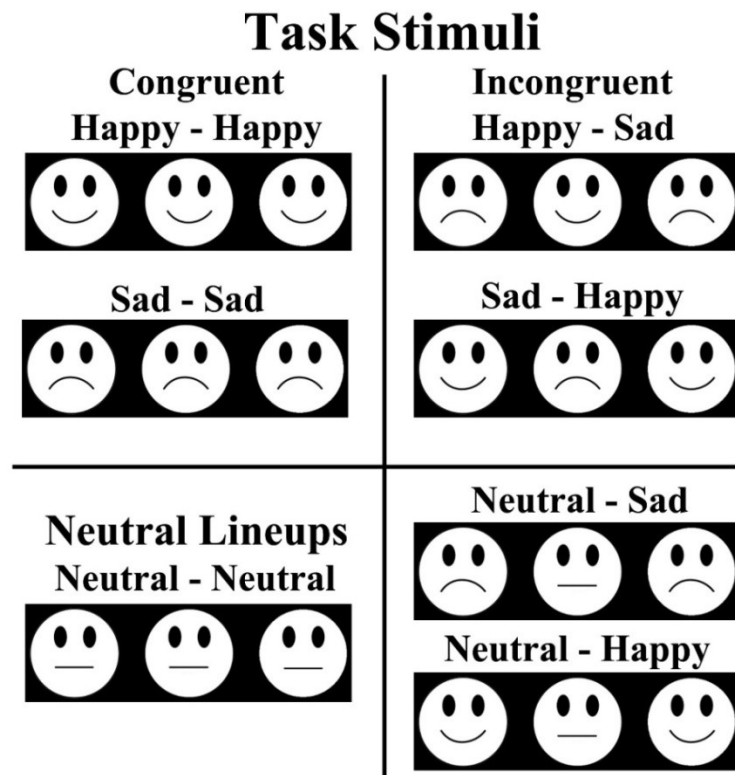 Task Stimuli
Congruent
Happy - Happy
Sad - Sad
Incongruent
Happy - Sad
Sad - Happy
Neutral Lineups
Neutral - Neutral
Neutral - Sad
Neutral - Happy